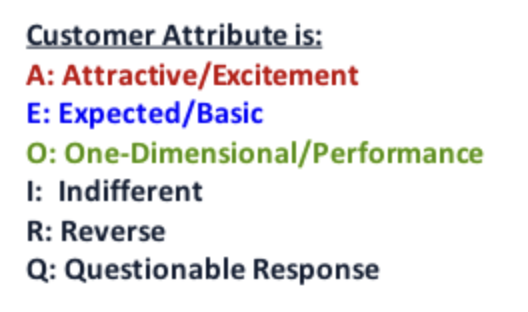 Customer Attribute is:
A: Attractive/Excitement
E: Expected/Basic
O: One-Dimensional/Performance
I: Indifferent
R: Reverse
Q: Questionable Response